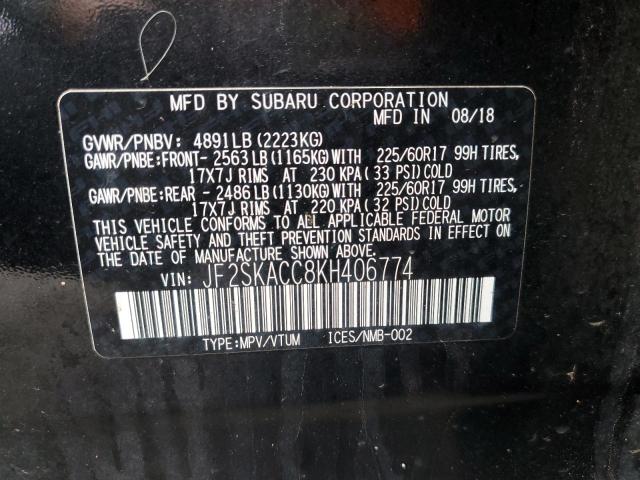 MFD BY SUBARU CORPORATION
MFD IN 08/18
GVWR/PNBV: 4891LB (2223KG)
GAWR/PNBE:FRONT- 2563LB (1165KG) WITH 225/60R17 99H TIRES,
17X7J RIMS AT 230 KPA (33 PSI) COLD
GAWR/PNBE:REAR - 2486LB (1130KG) WITH 225/60R17 99H TIRES,
17X7J RIMS AT 220 KPA (32 PSI) COLD
THIS VEHICLE CONFORMS TO ALL APPLICABLE FEDERAL MOTOR
VEHICLE SAFETY AND THEFT PREVENTION STANDARDS IN EFFECT ON
THE DATE OF MANUFACTURE SHOWN ABOVE.
VIN: JF2SKACC8KH406774
TYPE:MPV/VTUM ICES/NMB-002